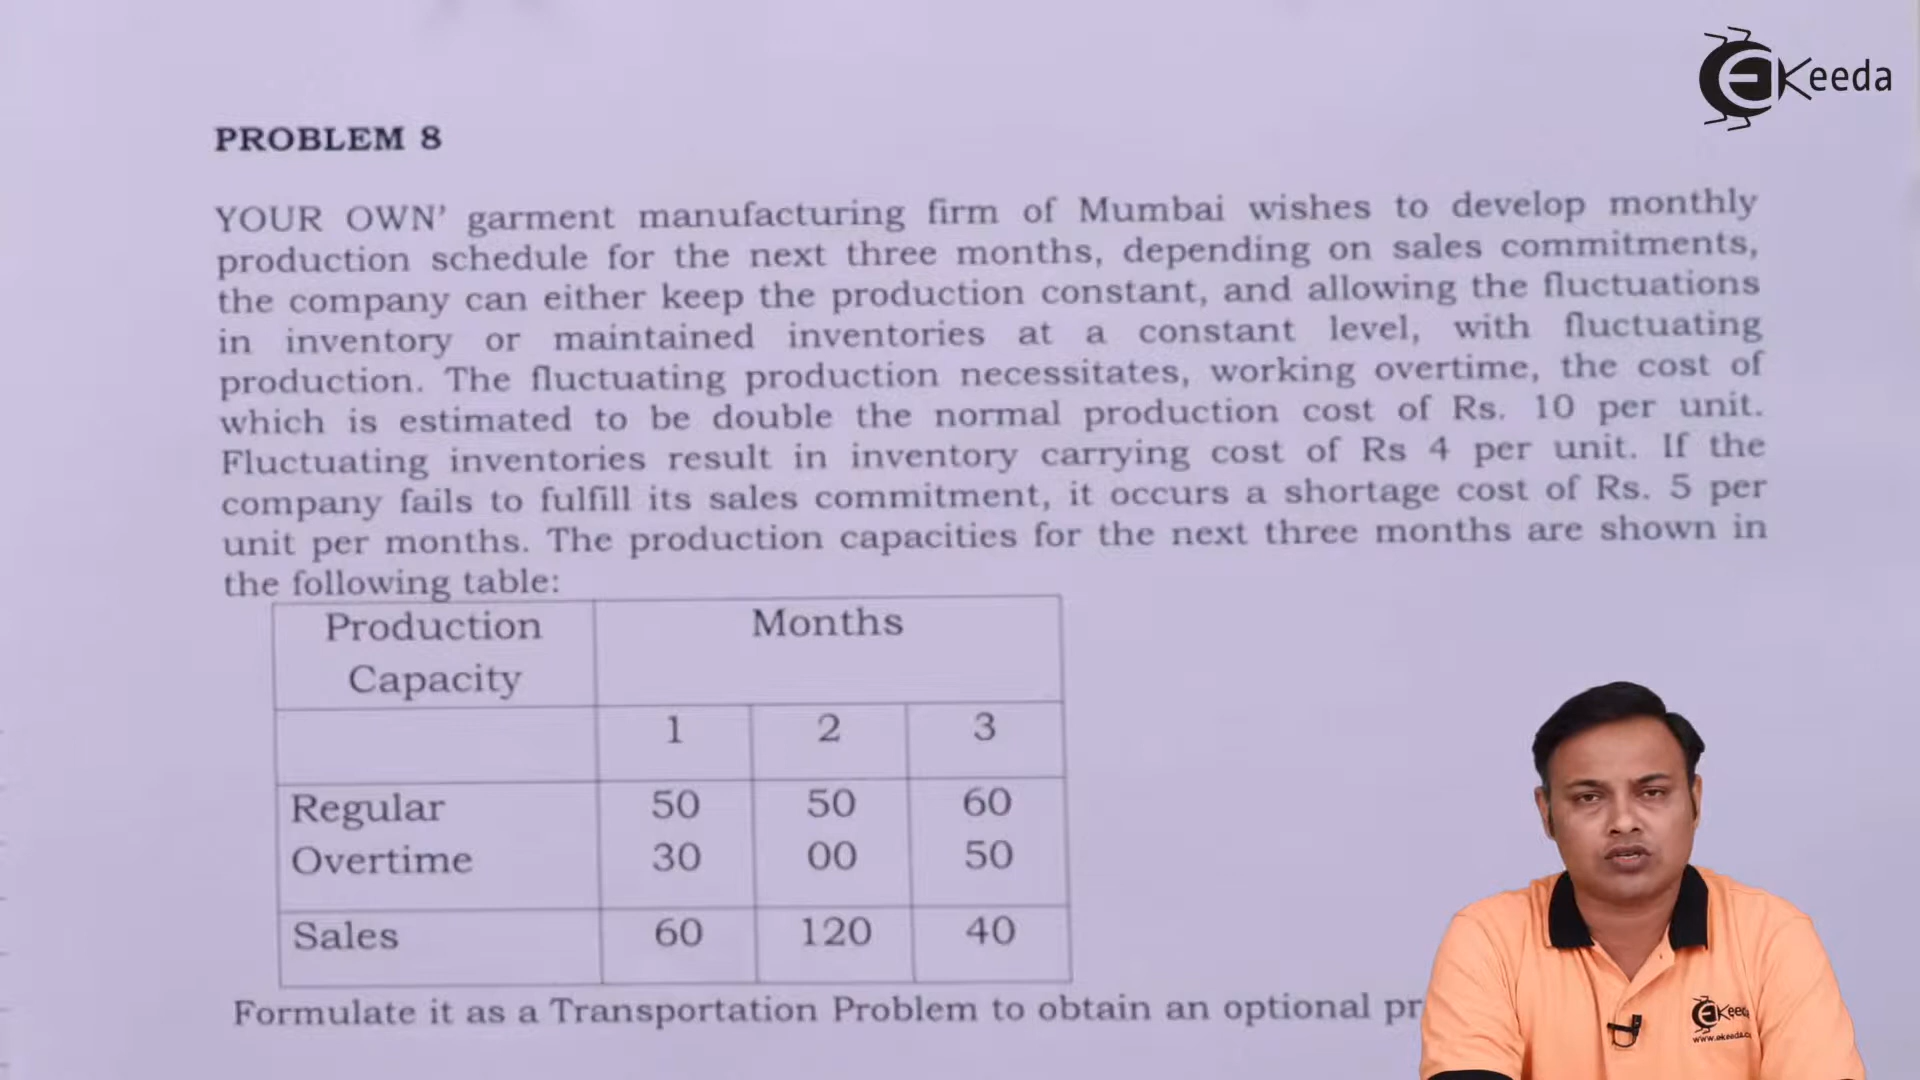 Keeda
PROBLEM 8
YOUR OWN' garment manufacturing firm of Mumbai wishes to develop monthly
production schedule for the next three months, depending on sales commitments,
the company can either keep the production constant, and allowing the fluctuations
in inventory or maintained inventories at a constant level, with fluctuating
production. The fluctuating production necessitates, working overtime, the cost of
which is estimated to be double the normal production cost of Rs. 10 per unit.
Fluctuating inventories result in inventory carrying cost of Rs 4 per unit. If the
company fails to fulfill its sales commitment, it occurs a shortage cost of Rs. 5 per
unit per months. The production capacities for the next three months are shown in
the following table:
Production Capacity Months
1 2 3
Regular 50 50 60
Overtime 30 00 50
Sales 60 120 40
Formulate it as a Transportation Problem to obtain an optional pr